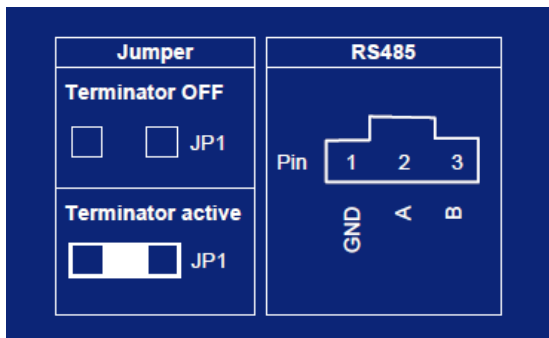 Jumper
Terminator OFF
JP1
Terminator active
JP1
RS485
Pin 1 2 3
GND A B